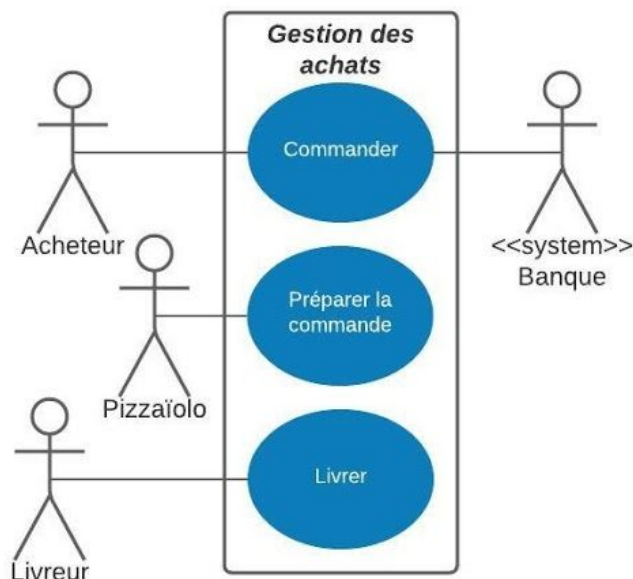 Gestion des
achats
Commander
Acheteur
<<system>>
Banque
Préparer la
commande
Pizzaïolo
Livrer
Livreur